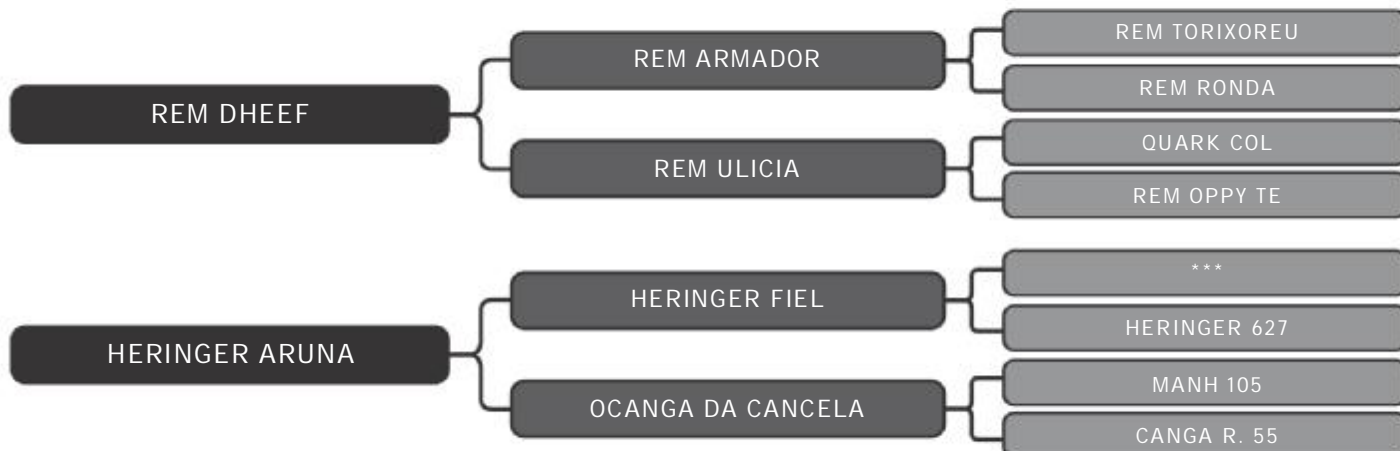 REM DHEEF
REM ARMADOR
REM TORIXOREU
REM RONDA
REM ULICIA
QUARK COL
REM OPPY TE
HERINGER ARUNA
HERINGER FIEL
***
HERINGER 627
OCANGA DA CANCELA
MANH 105
CANGA R. 55